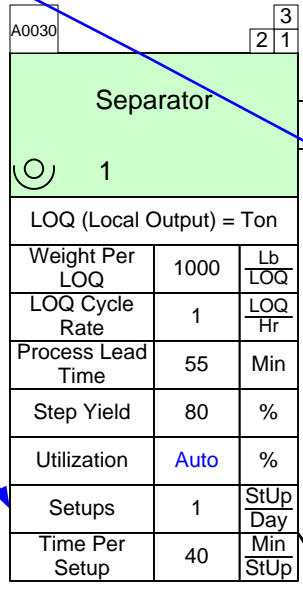 A0030
3
2 1
Separator
1
LOQ (Local Output) = Ton
Weight Per LOQ 1000 Lb/LOQ
LOQ Cycle Rate 1 LOQ/Hr
Process Lead Time 55 Min
Step Yield 80 %
Utilization Auto %
Setups 1 StUp/Day
Time Per Setup 40 Min/StUp